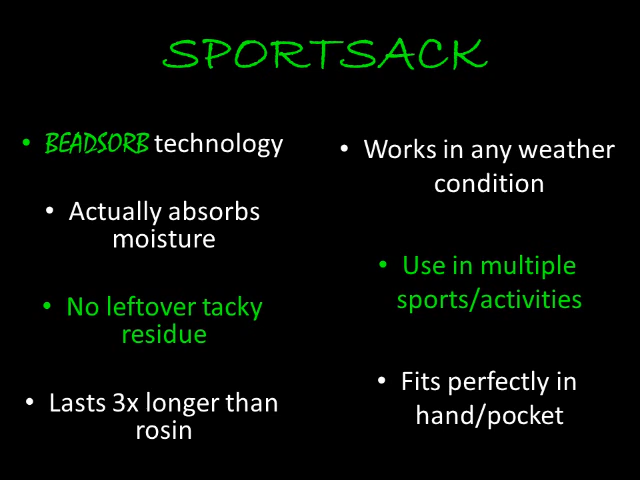 SPORTSACK
• BEADSORB technology
• Actually absorbs
moisture
• No leftover tacky
residue
• Lasts 3x longer than
rosin
• Works in any weather
condition
• Use in multiple
sports/activities
• Fits perfectly in
hand/pocket